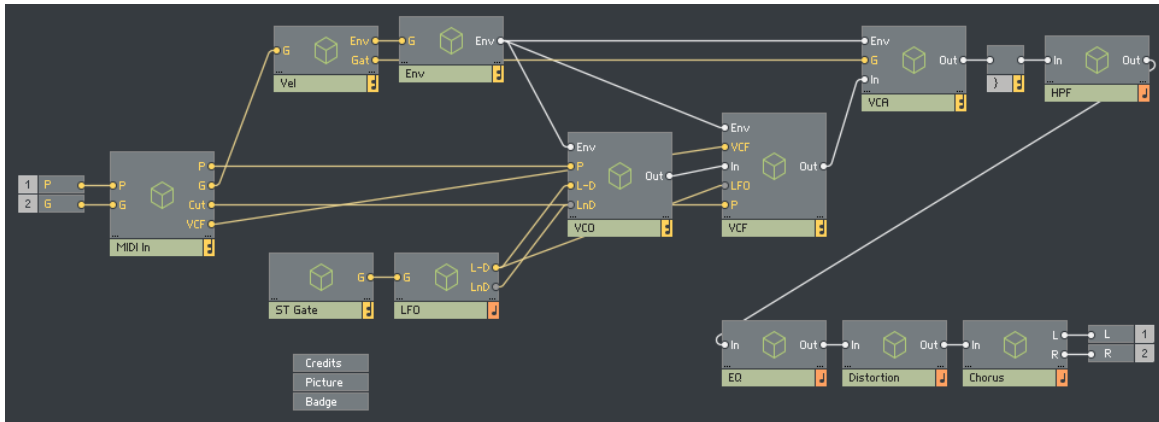 G Env
Gat
Vel
G Env
Env
Env
G
In
Out
VCA
}
In Out
HPF
1 P
2 G
P
G
P
G
Cut
VCF
MIDI In
Env
P
L-D
LnD
Out
VCO
Env
VCF
In
LFO
P
Out
VCF
G
ST Gate
G
L-D
LnD
LFO
Credits
Picture
Badge
In Out
EQ
In Out
Distortion
In
L
R
Chorus
L 1
R 2